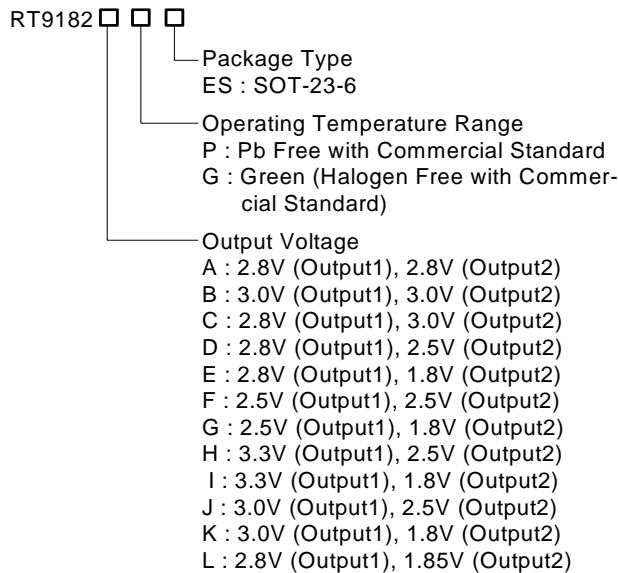 RT9182 □ □ □
Package Type
ES : SOT-23-6
Operating Temperature Range
P : Pb Free with Commercial Standard
G : Green (Halogen Free with Commer-
cial Standard)
Output Voltage
A : 2.8V (Output1), 2.8V (Output2)
B : 3.0V (Output1), 3.0V (Output2)
C : 2.8V (Output1), 3.0V (Output2)
D : 2.8V (Output1), 2.5V (Output2)
E : 2.8V (Output1), 1.8V (Output2)
F : 2.5V (Output1), 2.5V (Output2)
G : 2.5V (Output1), 1.8V (Output2)
H : 3.3V (Output1), 2.5V (Output2)
I : 3.3V (Output1), 1.8V (Output2)
J : 3.0V (Output1), 2.5V (Output2)
K : 3.0V (Output1), 1.8V (Output2)
L : 2.8V (Output1), 1.85V (Output2)